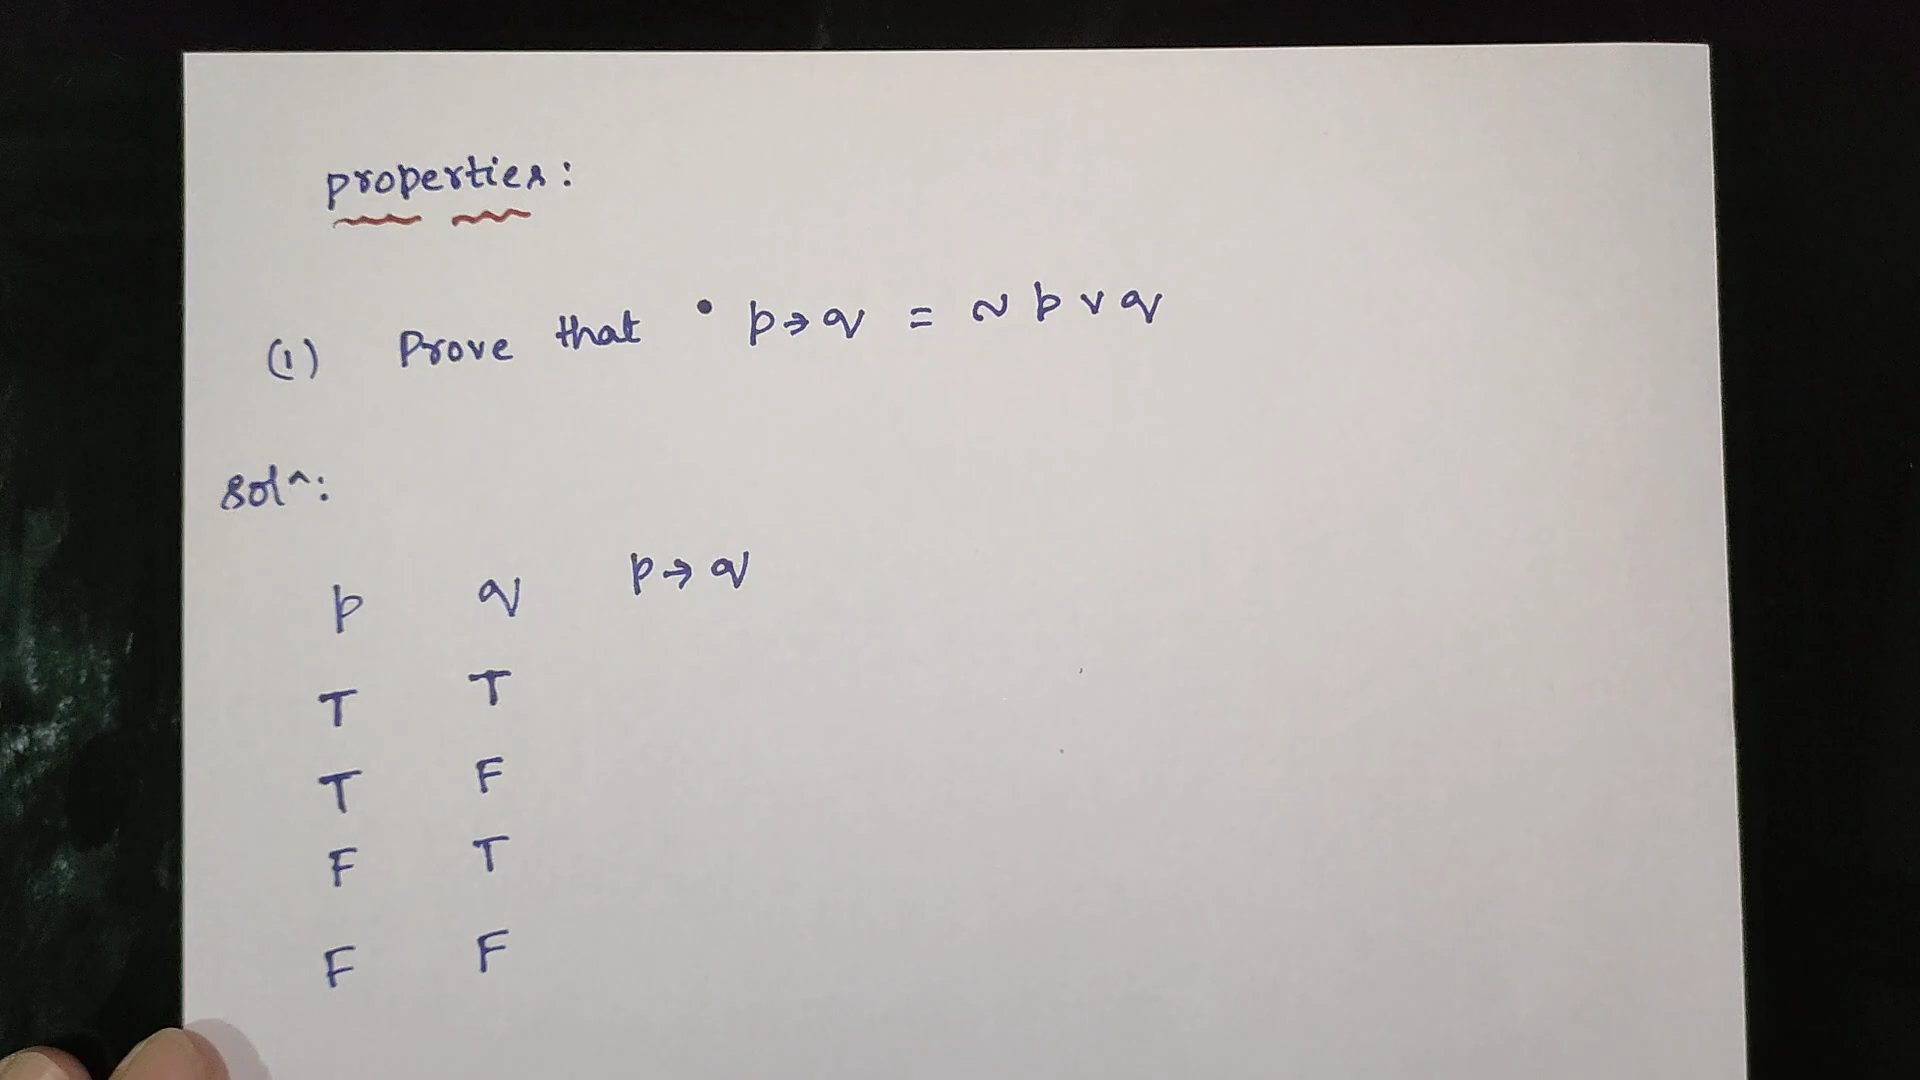 properties:
(1) Prove that • p→q = ~ p v q
Sol^:
p q p→q
T T
T F
F T
F F